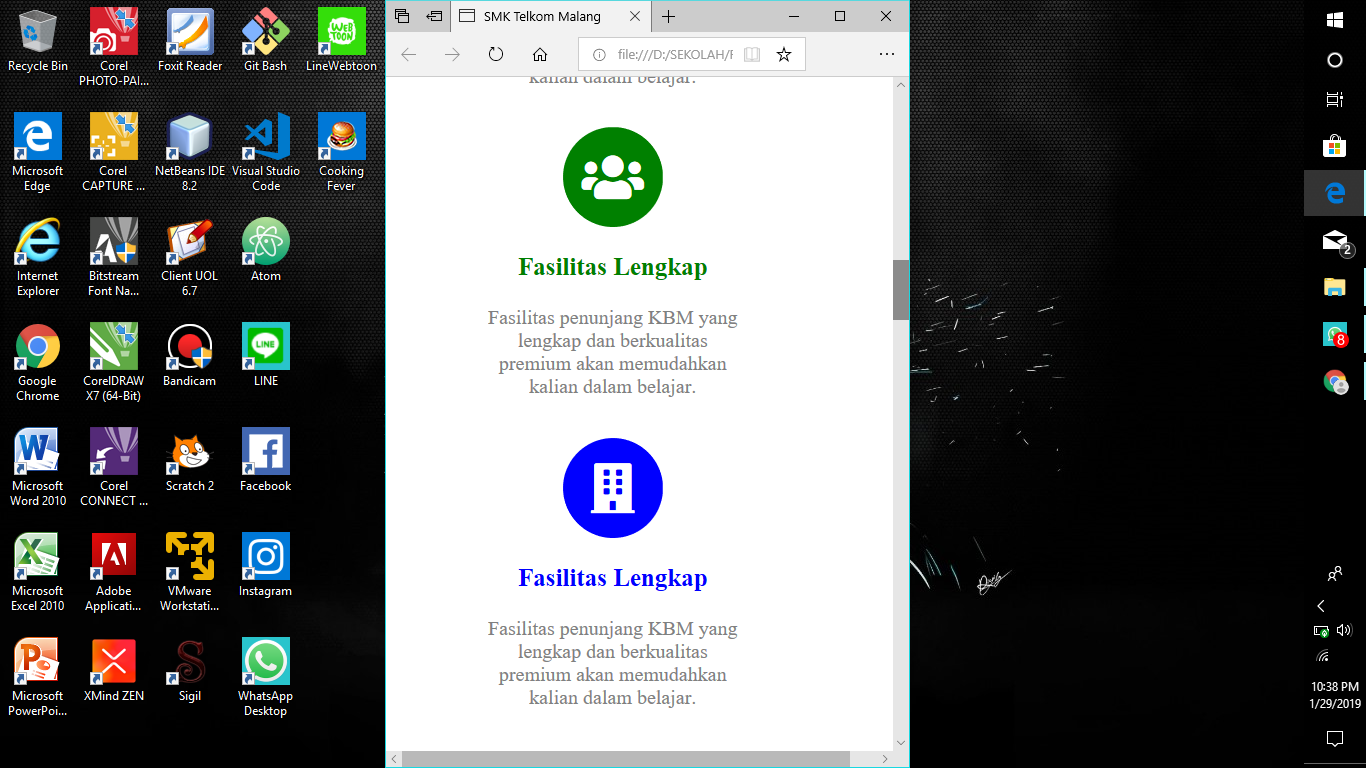 Recycle Bin
Corel
PHOTO-PAI...
Foxit Reader
Git Bash
LineWebtoon
WEB
TOON
Microsoft
Edge
Corel
CAPTURE ...
NetBeans IDE
8.2
Visual Studio
Code
Cooking
Fever
Internet
Explorer
Bitstream
Font Na...
Client UOL
6.7
Atom
Google
Chrome
CorelDRAW
X7 (64-Bit)
Bandicam
LINE
LINE
Microsoft
Word 2010
Corel
CONNECT ...
Scratch 2
Facebook
Microsoft
Excel 2010
Adobe
Applicati...
VMware
Workstati...
Instagram
Microsoft
PowerPoi...
XMind ZEN
Sigil
WhatsApp
Desktop
SMK Telkom Malang
file:///D:/SEKOLAH/F
kalian dalam belajar.
Fasilitas Lengkap
Fasilitas penunjang KBM yang
lengkap dan berkualitas
premium akan memudahkan
kalian dalam belajar.
Fasilitas Lengkap
Fasilitas penunjang KBM yang
lengkap dan berkualitas
premium akan memudahkan
kalian dalam belajar.
2
8
10:38 PM
1/29/2019